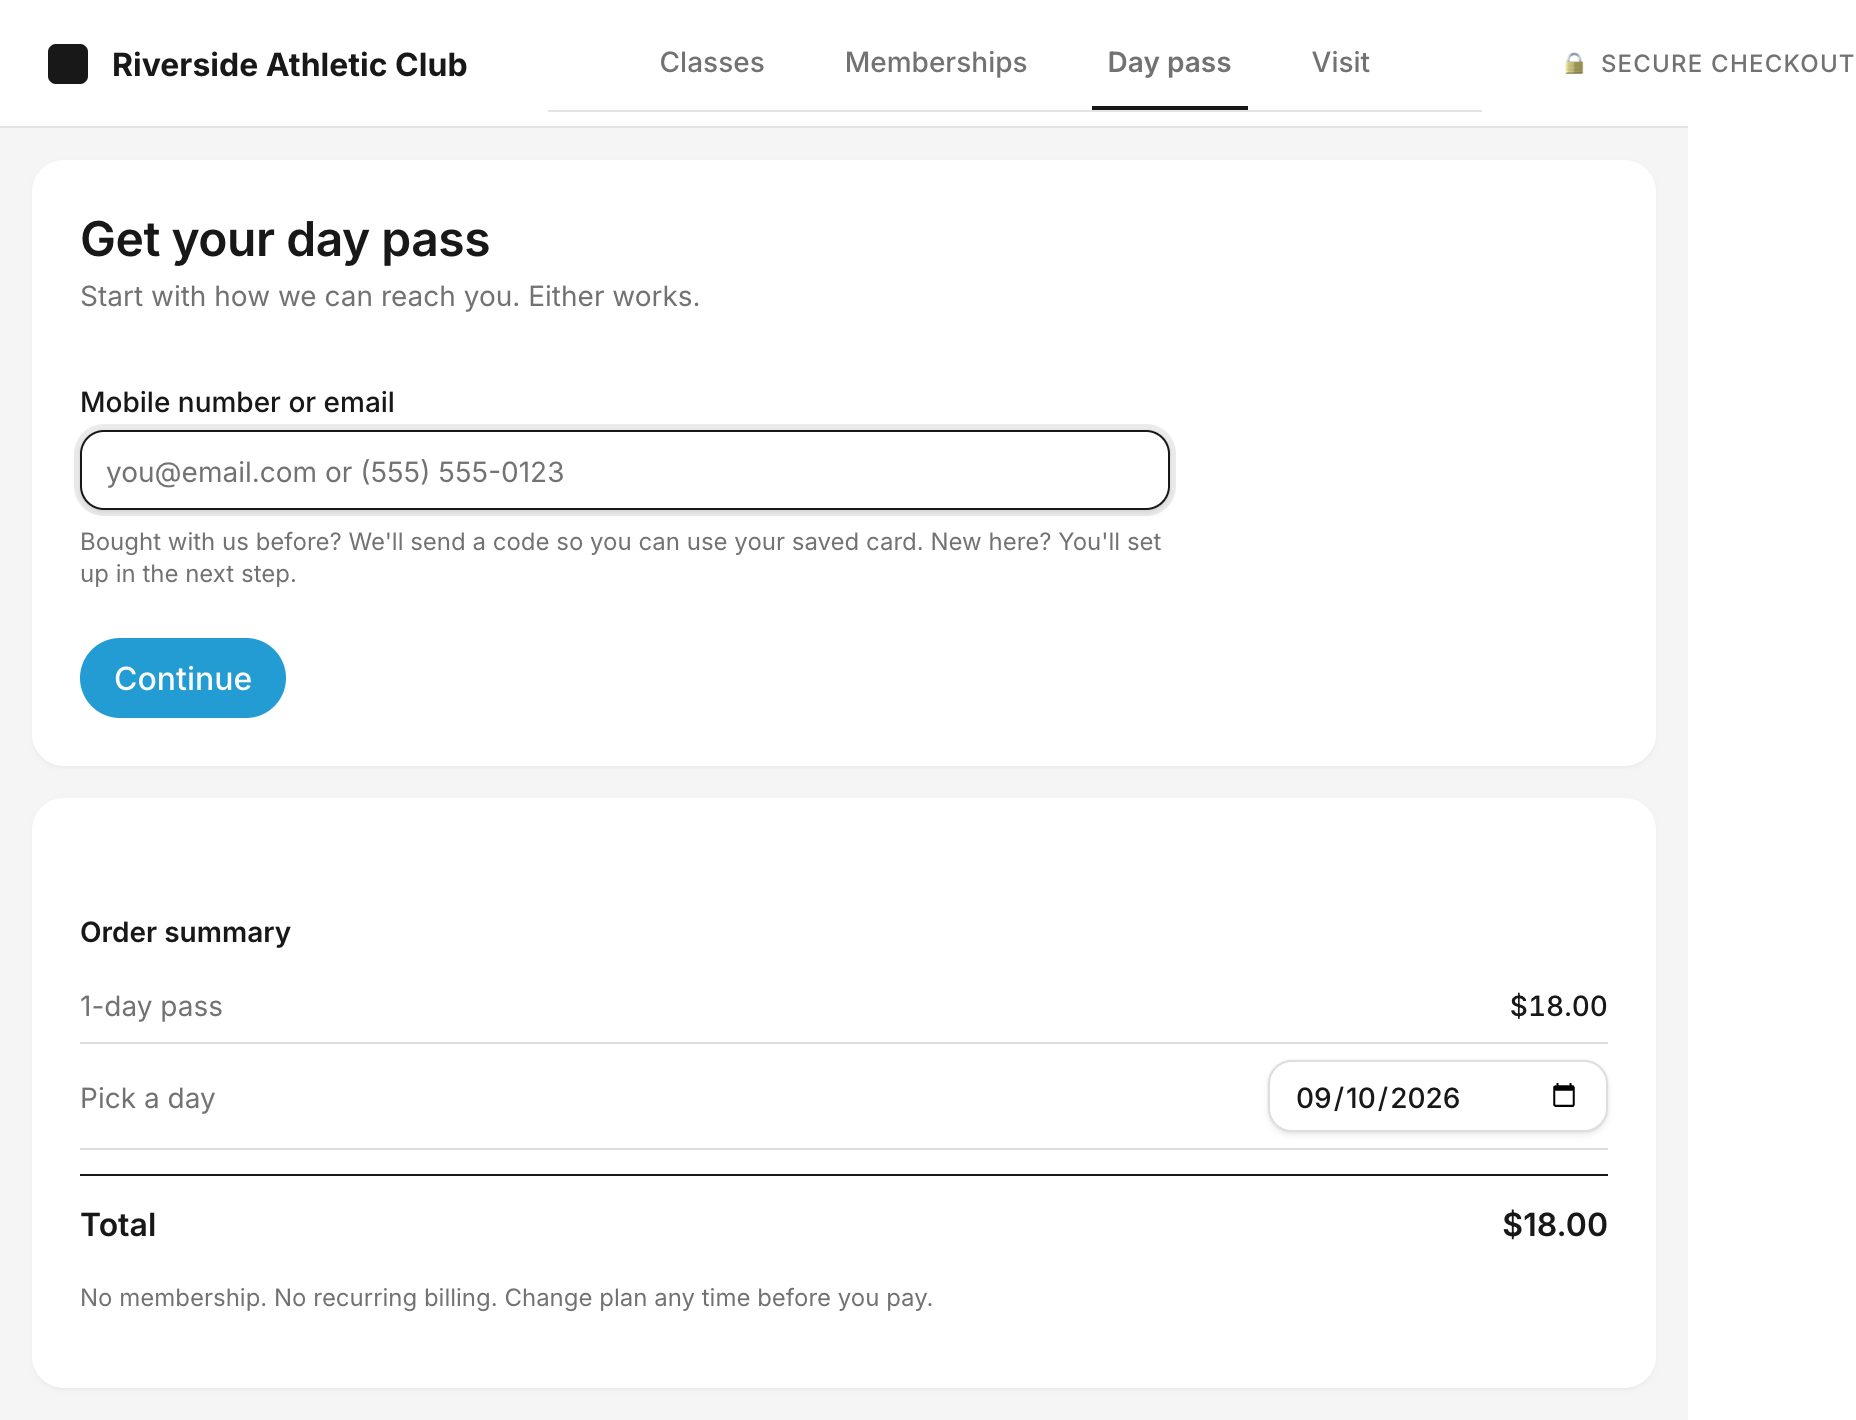 Riverside Athletic Club
Classes
Memberships
Day pass
Visit
🔒 SECURE CHECKOUT
Get your day pass
Start with how we can reach you. Either works.
Mobile number or email
you@email.com or (555) 555-0123
Bought with us before? We'll send a code so you can use your saved card. New here? You'll set
up in the next step.
Continue
Order summary
1-day pass $18.00
Pick a day 09/10/2026
Total $18.00
No membership. No recurring billing. Change plan any time before you pay.